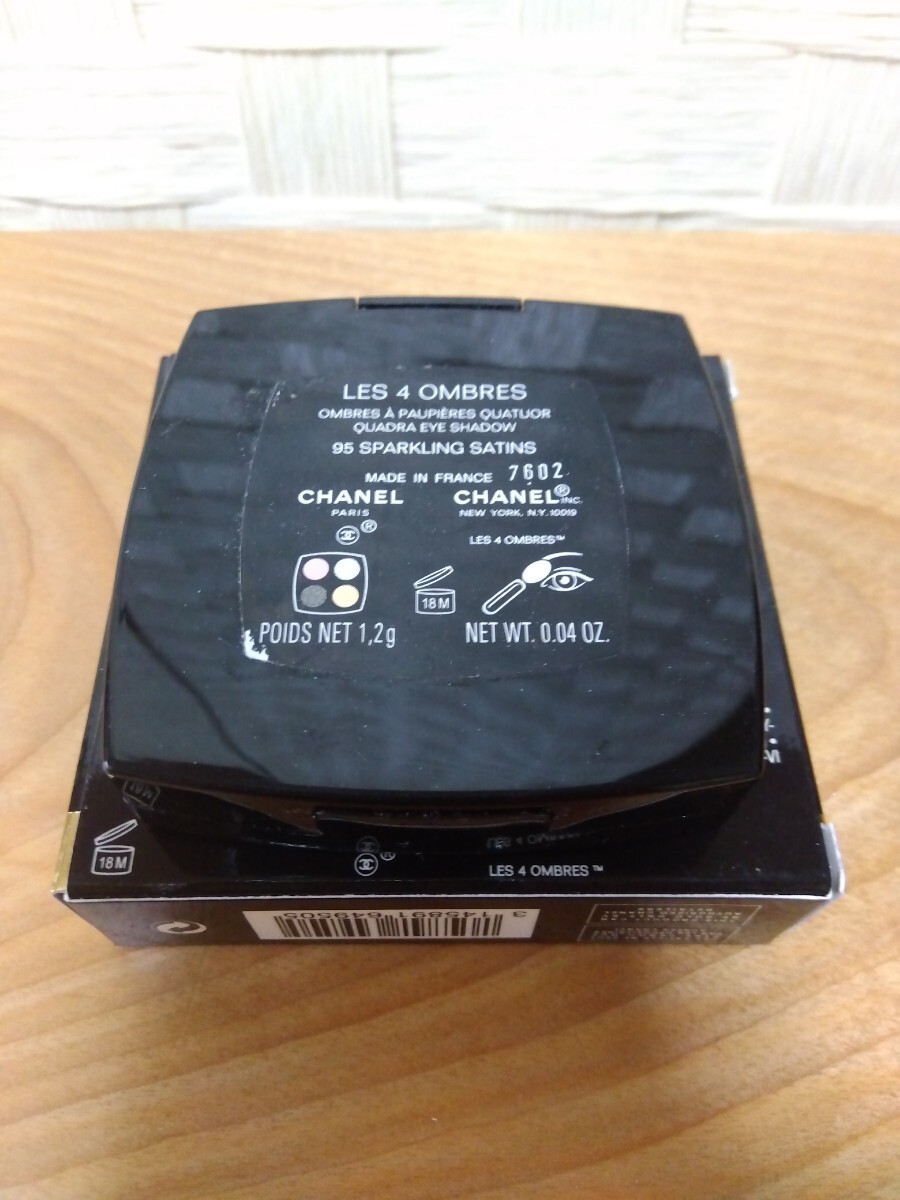 LES 4 OMBRES
OMBRES À PAUPIÈRES QUATUOR
QUADRA EYE SHADOW
95 SPARKLING SATINS
MADE IN FRANCE 7602
CHANEL CHANEL® INC.
PARIS NEW YORK, N.Y. 10019
® LES 4 OMBRES™
18M
POIDS NET 1,2g NET WT. 0.04 OZ.
18M
® LES 4 OMBRES™
3145891649505